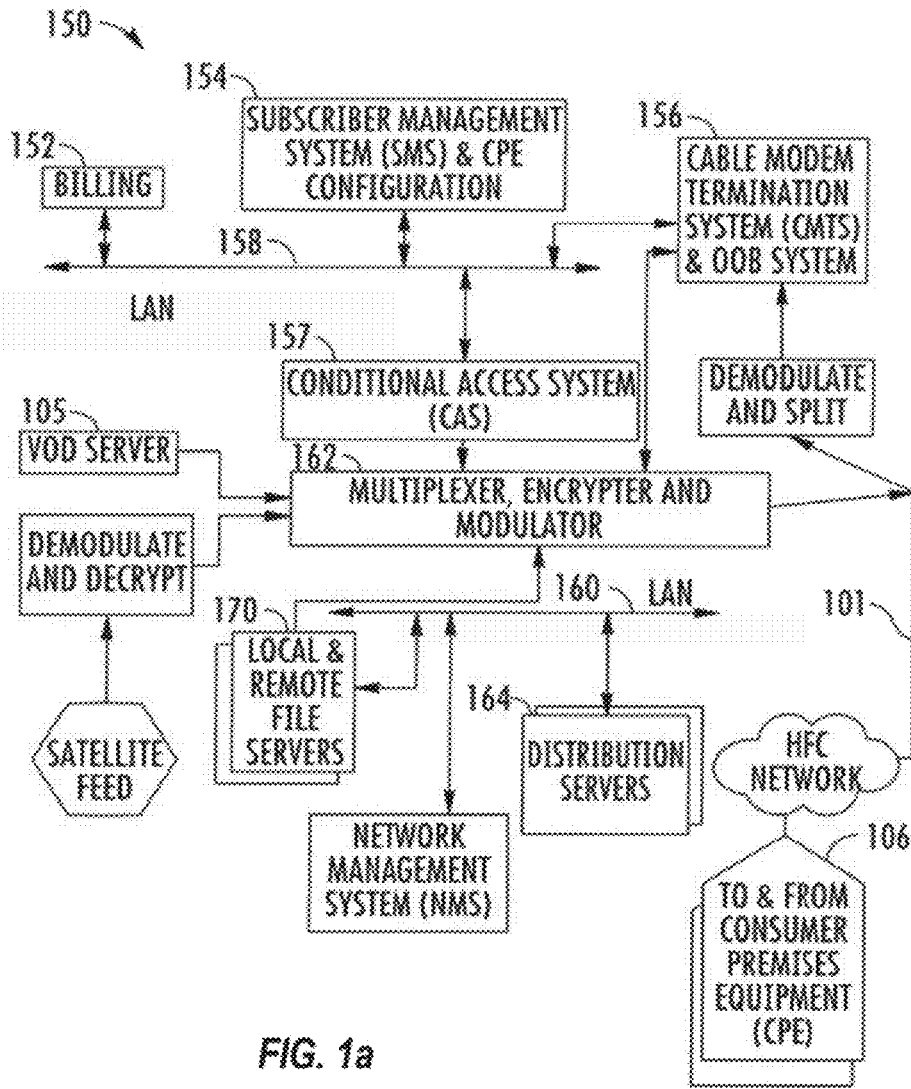 150
154
SUBSCRIBER MANAGEMENT
SYSTEM (SMS) & CPE
CONFIGURATION
152
BILLING
156
CABLE MODEM
TERMINATION
SYSTEM (CMTS)
& OOB SYSTEM
158
LAN
157
CONDITIONAL ACCESS SYSTEM
(CAS)
DEMODULATE
AND SPLIT
105
VOD SERVER
162
MULTIPLEXER, ENCRYPTER AND
MODULATOR
DEMODULATE
AND DECRYPT
170
LOCAL &
REMOTE
FILE
SERVERS
160
LAN
101
SATELLITE
FEED
164
DISTRIBUTION
SERVERS
HFC
NETWORK
NETWORK
MANAGEMENT
SYSTEM (NMS)
106
TO & FROM
CONSUMER
PREMISES
EQUIPMENT
(CPE)
FIG. 1a